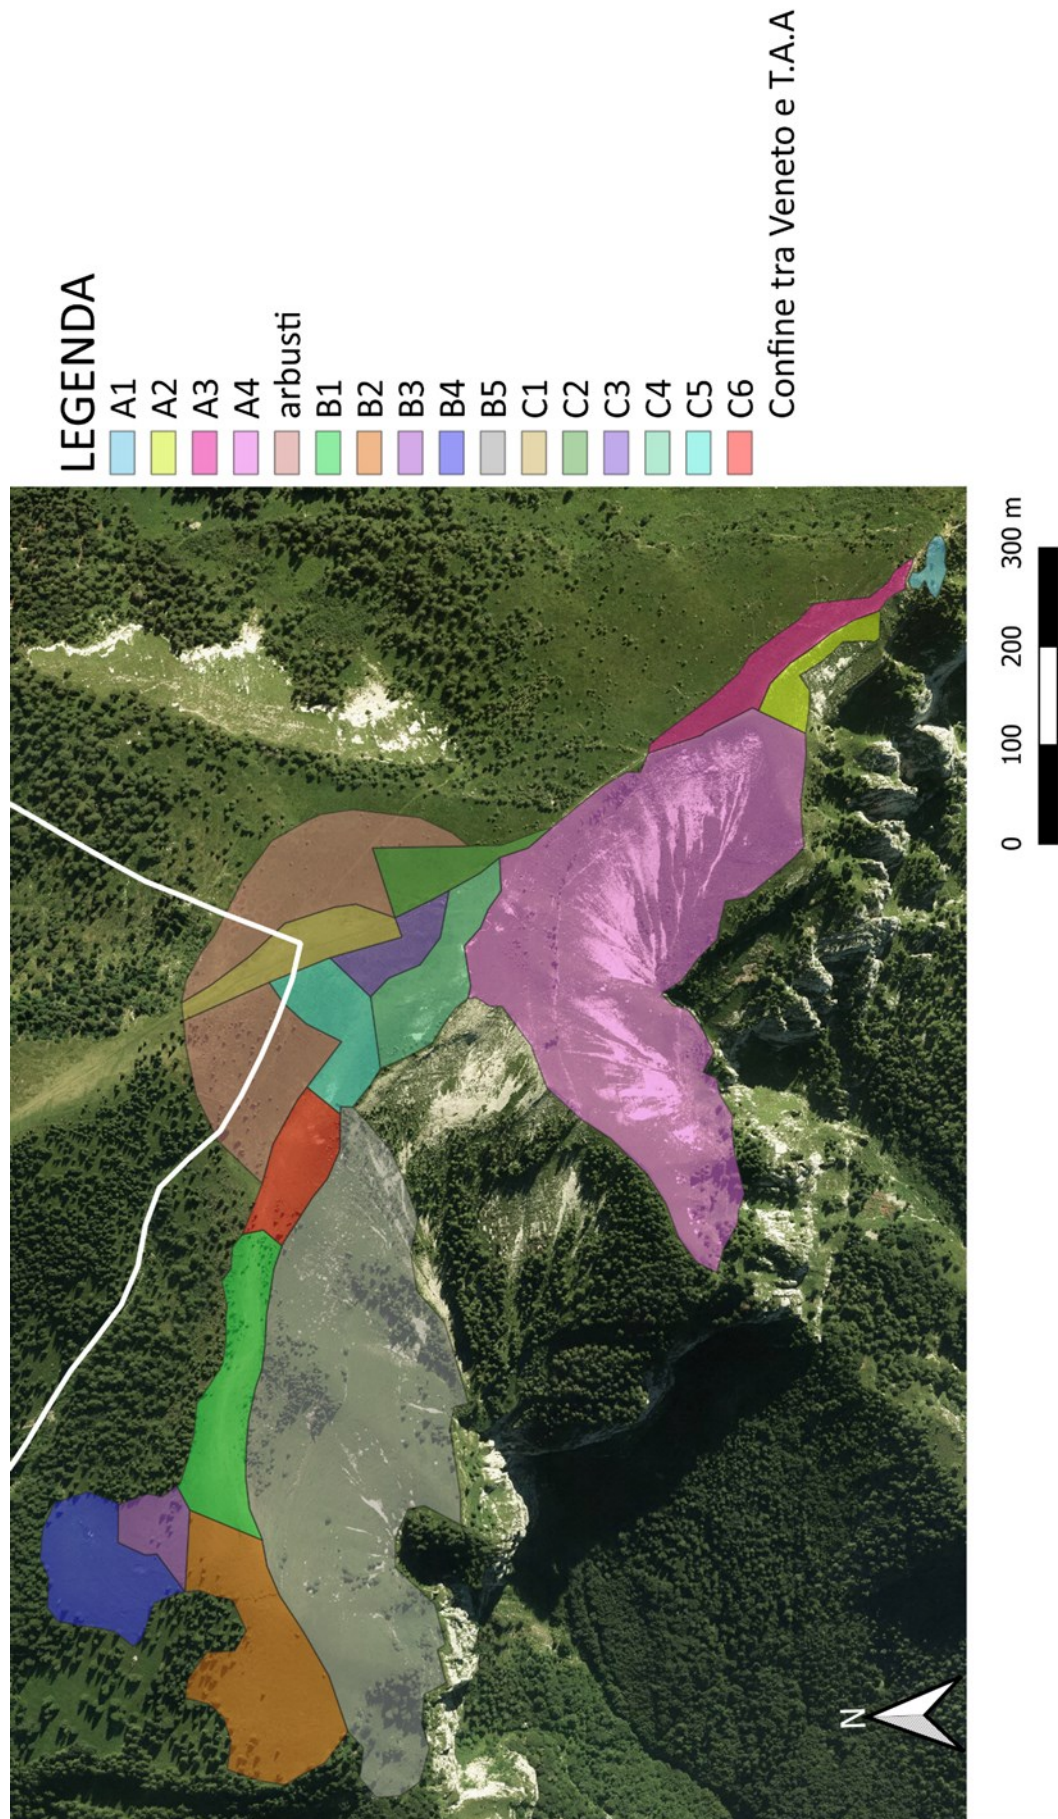 LEGENDA
A1
A2
A3
A4
arbusti
B1
B2
B3
B4
B5
C1
C2
C3
C4
C5
C6
Confine tra Veneto e T.A.A
0 100 200 300 m
N